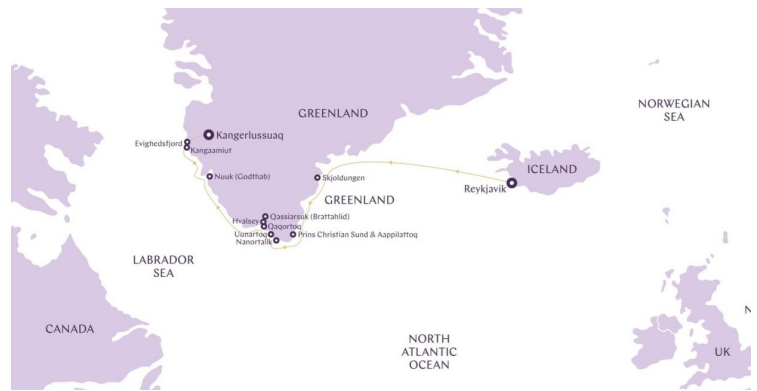 NORWEGIAN
SEA
GREENLAND
Kangerlussuaq
Evighedsfjord
Kangaamiut
ICELAND
Nuuk (Godthab)
Skjoldungen
Reykjavik
GREENLAND
Qassiarsuk (Brattahlid)
Hvalsey
Qaqortoq
Uunartoq
Prins Christian Sund & Aappilattoq
Nanortalik
LABRADOR
SEA
N
CANADA
NORTH
ATLANTIC
OCEAN
UK